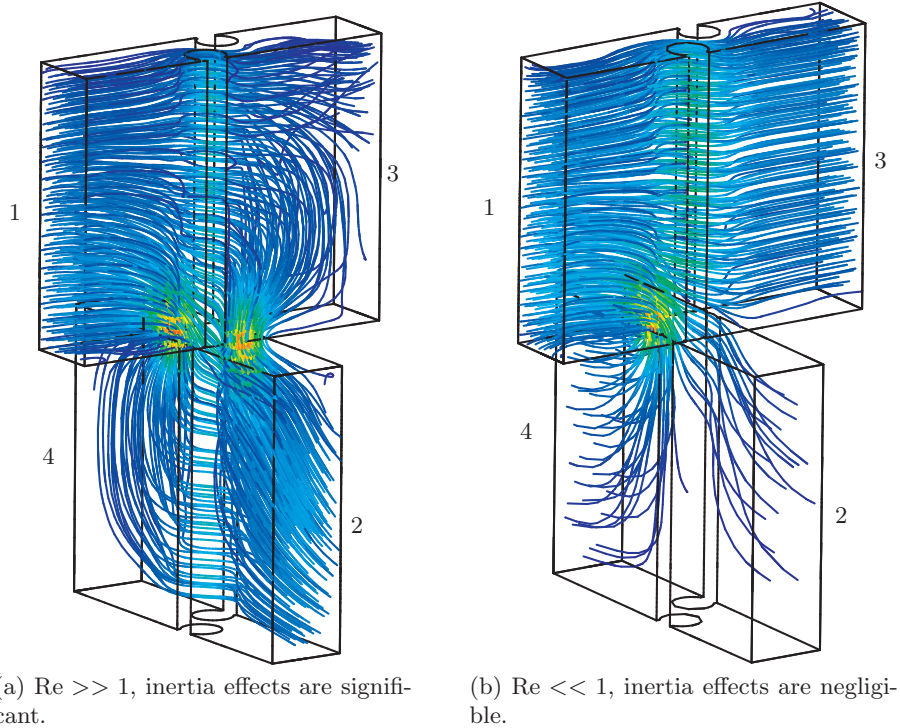 1
3
4
2
1
3
4
2
(a) Re >> 1, inertia effects are signifi-
cant.
(b) Re << 1, inertia effects are negligi-
ble.